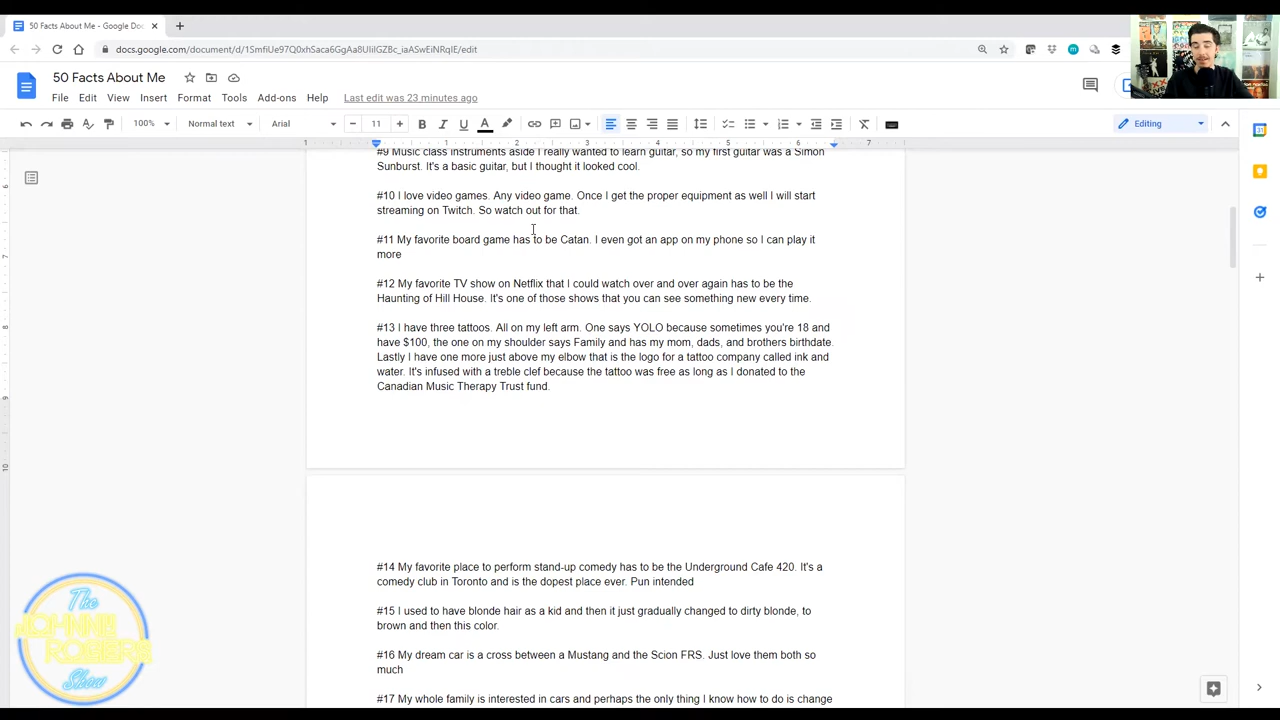 50 Facts About Me - Google Doc
docs.google.com/document/d/1SmfiUe97Q0xhSaca6GgAa8UIiIGZBc_iaASwEiNRqIE/edit
50 Facts About Me
File Edit View Insert Format Tools Add-ons Help Last edit was 23 minutes ago
100% Normal text Arial 11 Editing
1 1 2 3 4 5 6 7
#9 Music class instruments aside I really wanted to learn guitar, so my first guitar was a Simon
Sunburst. It's a basic guitar, but I thought it looked cool.
#10 I love video games. Any video game. Once I get the proper equipment as well I will start
streaming on Twitch. So watch out for that.
#11 My favorite board game has to be Catan. I even got an app on my phone so I can play it
more
#12 My favorite TV show on Netflix that I could watch over and over again has to be the
Haunting of Hill House. It's one of those shows that you can see something new every time.
#13 I have three tattoos. All on my left arm. One says YOLO because sometimes you're 18 and
have $100, the one on my shoulder says Family and has my mom, dads, and brothers birthdate.
Lastly I have one more just above my elbow that is the logo for a tattoo company called ink and
water. It's infused with a treble clef because the tattoo was free as long as I donated to the
Canadian Music Therapy Trust fund.
#14 My favorite place to perform stand-up comedy has to be the Underground Cafe 420. It's a
comedy club in Toronto and is the dopest place ever. Pun intended
#15 I used to have blonde hair as a kid and then it just gradually changed to dirty blonde, to
brown and then this color.
#16 My dream car is a cross between a Mustang and the Scion FRS. Just love them both so
much
#17 My whole family is interested in cars and perhaps the only thing I know how to do is change
The
ROGERS
Show